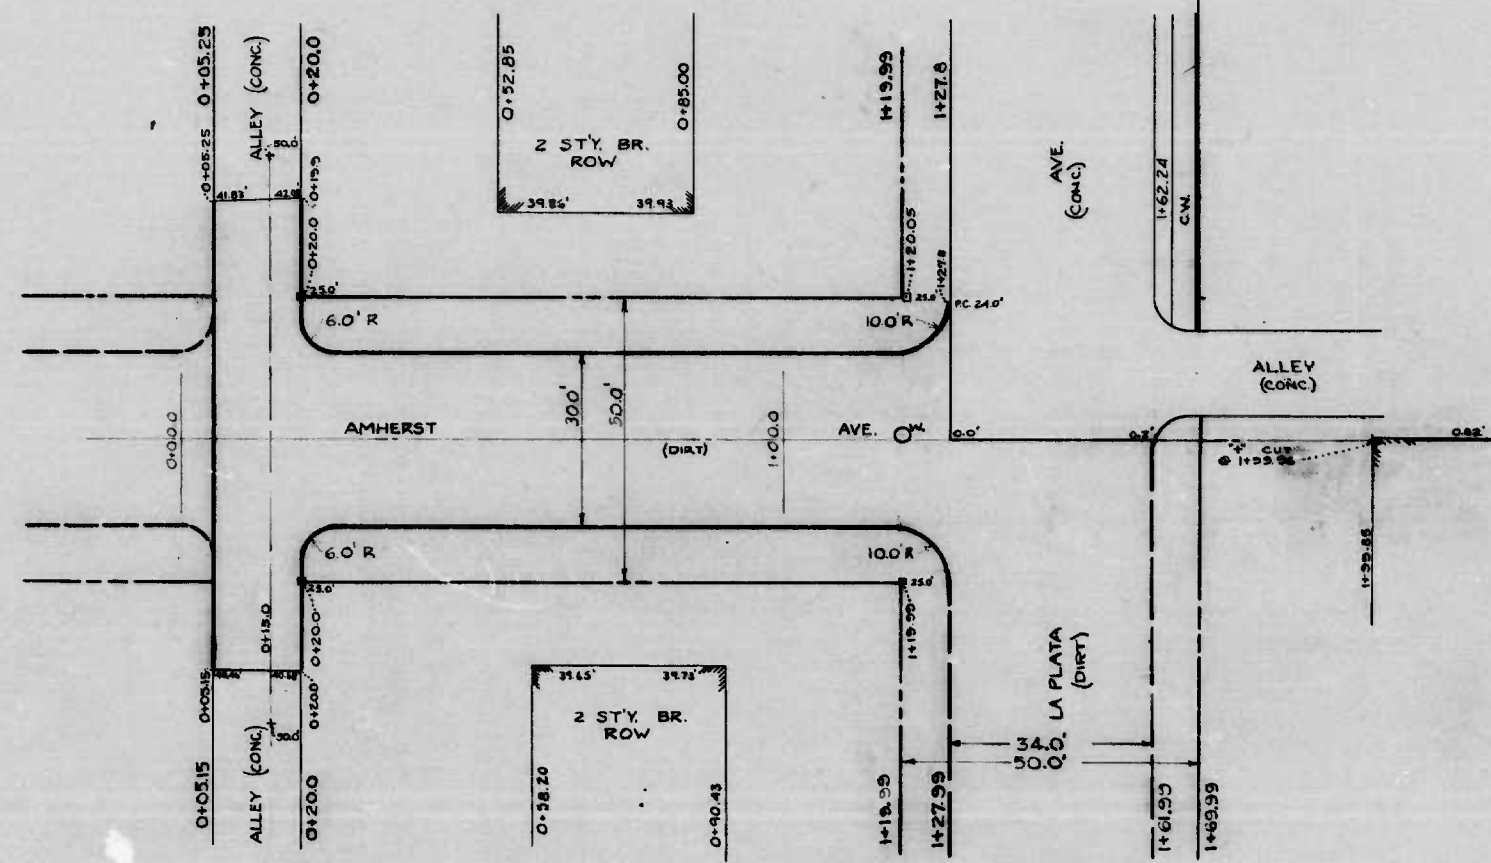 0+05.25
ALLEY (CONC.)
0+20.0
0+52.85
0+85.00
1+19.99
1+27.8
2 ST'Y. BR.
ROW
0+05.25
50.0'
0+19.9
AVE.
(CONC.)
1+62.24
C.W.
41.83'
39.86'
39.93
0+20.0
1+20.05
1+27.8
25.0'
25.0'
P.C. 24.0'
6.0' R
10.0' R
ALLEY
(CONC.)
30.0'
50.0'
0+00.0
AMHERST
(DIRT)
1+00.0
AVE.
W.
0.0'
0.2'
0.82'
"+" CUT
@ 1+99.96
6.0' R
10.0' R
1+99.85
25.0'
25.0'
0+15.0
0+20.0
1+19.99
LA PLATA
(DIRT)
0+05.15
39.65'
39.73'
0+20.0
2 ST'Y. BR.
ROW
50.0'
34.0'
50.0'
0+05.15
ALLEY (CONC.)
0+20.0
0+58.20
0+90.43
1+19.99
1+27.99
1+61.99
1+69.99